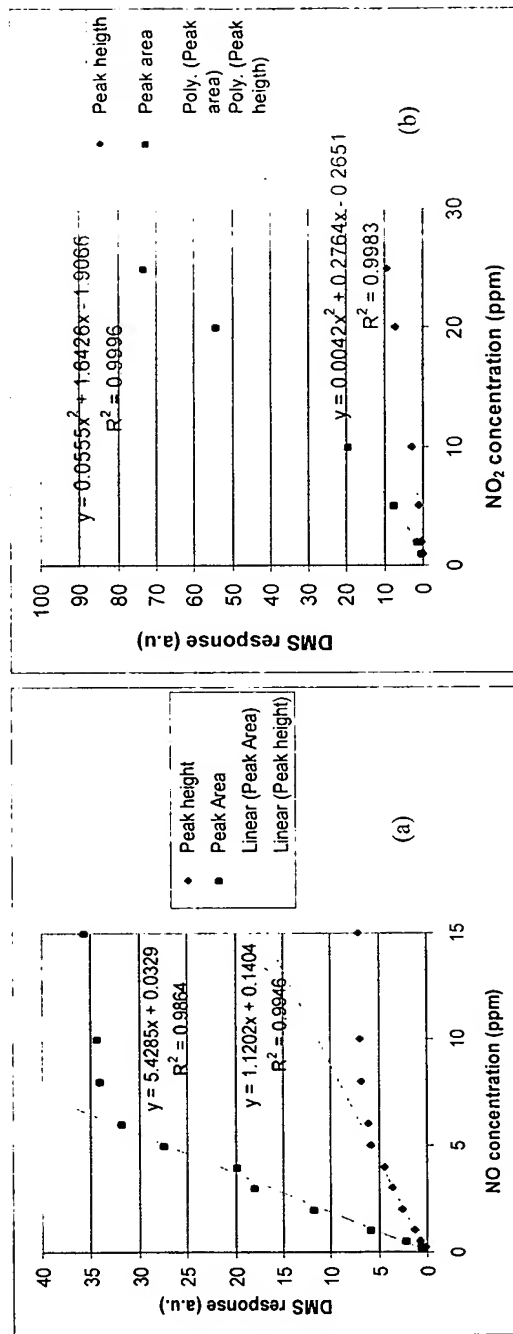 DMS response (a.u.)
40
35
30
25
20
15
10
5
0
y = 5.4285x + 0.0329
R² = 0.9864
y = 1.1202x + 0.1404
R² = 0.9946
0
5
10
15
NO concentration (ppm)
Peak height
Peak Area
Linear (Peak Area)
Linear (Peak height)
(a)
DMS response (a.u)
100
90
80
70
60
50
40
30
20
10
0
y = 0.0555x² + 1.6426x - 1.9066
R² = 0.9996
y = 0.0042x² + 0.2764x - 0 2651
R² = 0.9983
0
10
20
30
NO₂ concentration (ppm)
Peak heigth
Peak area
Poly. (Peak
area)
Poly. (Peak
heigth)
(b)